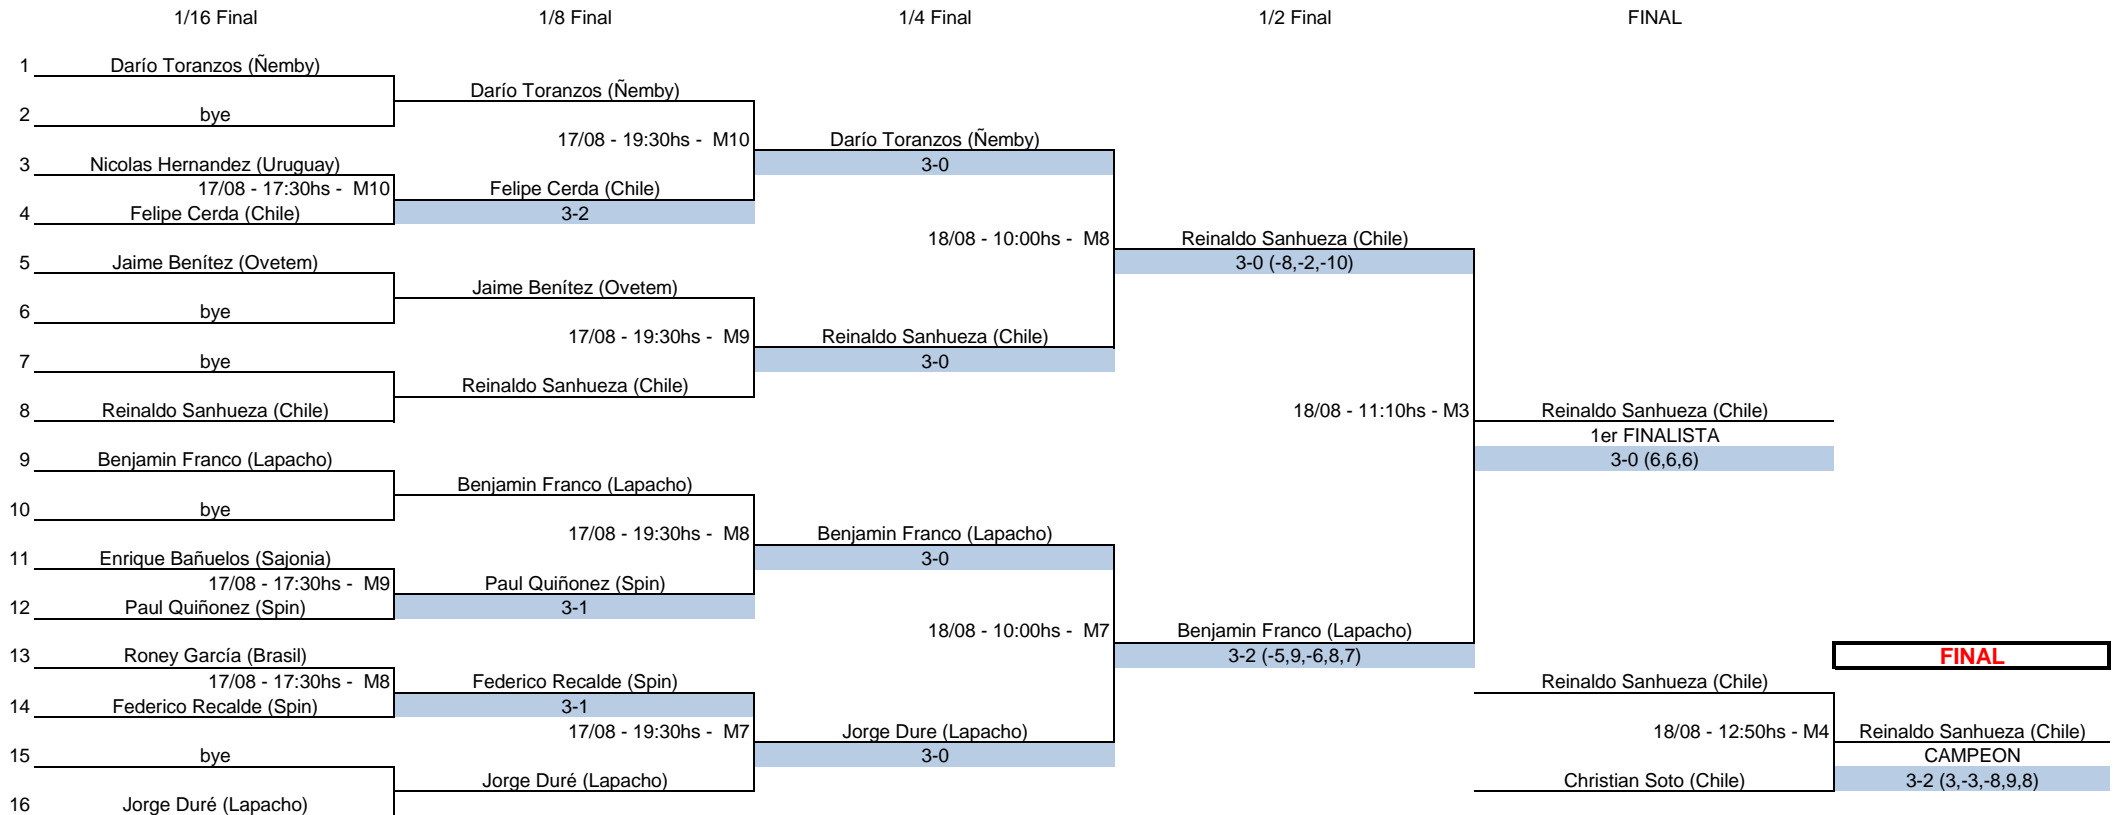 1/16 Final
1/8 Final
1/4 Final
1/2 Final
FINAL
1 Darío Toranzos (Ñemby)
Darío Toranzos (Ñemby)
2 bye
17/08 - 19:30hs - M10
Darío Toranzos (Ñemby)
3 Nicolas Hernandez (Uruguay)
3-0
17/08 - 17:30hs - M10
Felipe Cerda (Chile)
4 Felipe Cerda (Chile)
3-2
18/08 - 10:00hs - M8
Reinaldo Sanhueza (Chile)
5 Jaime Benítez (Ovetem)
3-0 (-8,-2,-10)
Jaime Benítez (Ovetem)
6 bye
17/08 - 19:30hs - M9
Reinaldo Sanhueza (Chile)
7 bye
3-0
Reinaldo Sanhueza (Chile)
8 Reinaldo Sanhueza (Chile)
18/08 - 11:10hs - M3
Reinaldo Sanhueza (Chile)
1er FINALISTA
9 Benjamin Franco (Lapacho)
3-0 (6,6,6)
Benjamin Franco (Lapacho)
10 bye
17/08 - 19:30hs - M8
Benjamin Franco (Lapacho)
11 Enrique Bañuelos (Sajonia)
3-0
17/08 - 17:30hs - M9
Paul Quiñonez (Spin)
12 Paul Quiñonez (Spin)
3-1
18/08 - 10:00hs - M7
Benjamin Franco (Lapacho)
13 Roney García (Brasil)
3-2 (-5,9,-6,8,7)
FINAL
17/08 - 17:30hs - M8
Federico Recalde (Spin)
Reinaldo Sanhueza (Chile)
14 Federico Recalde (Spin)
3-1
17/08 - 19:30hs - M7
Jorge Dure (Lapacho)
18/08 - 12:50hs - M4
Reinaldo Sanhueza (Chile)
15 bye
3-0
CAMPEON
Jorge Duré (Lapacho)
Christian Soto (Chile)
3-2 (3,-3,-8,9,8)
16 Jorge Duré (Lapacho)